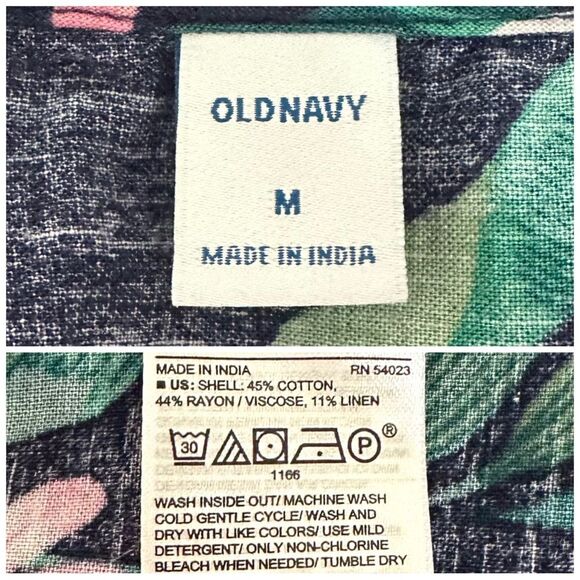 OLD NAVY
M
MADE IN INDIA
MADE IN INDIA RN 54023
■ US: SHELL: 45% COTTON,
44% RAYON / VISCOSE, 11% LINEN
30 P ®
1166
WASH INSIDE OUT/ MACHINE WASH
COLD GENTLE CYCLE/ WASH AND
DRY WITH LIKE COLORS/ USE MILD
DETERGENT/ ONLY NON-CHLORINE
BLEACH WHEN NEEDED/ TUMBLE DRY